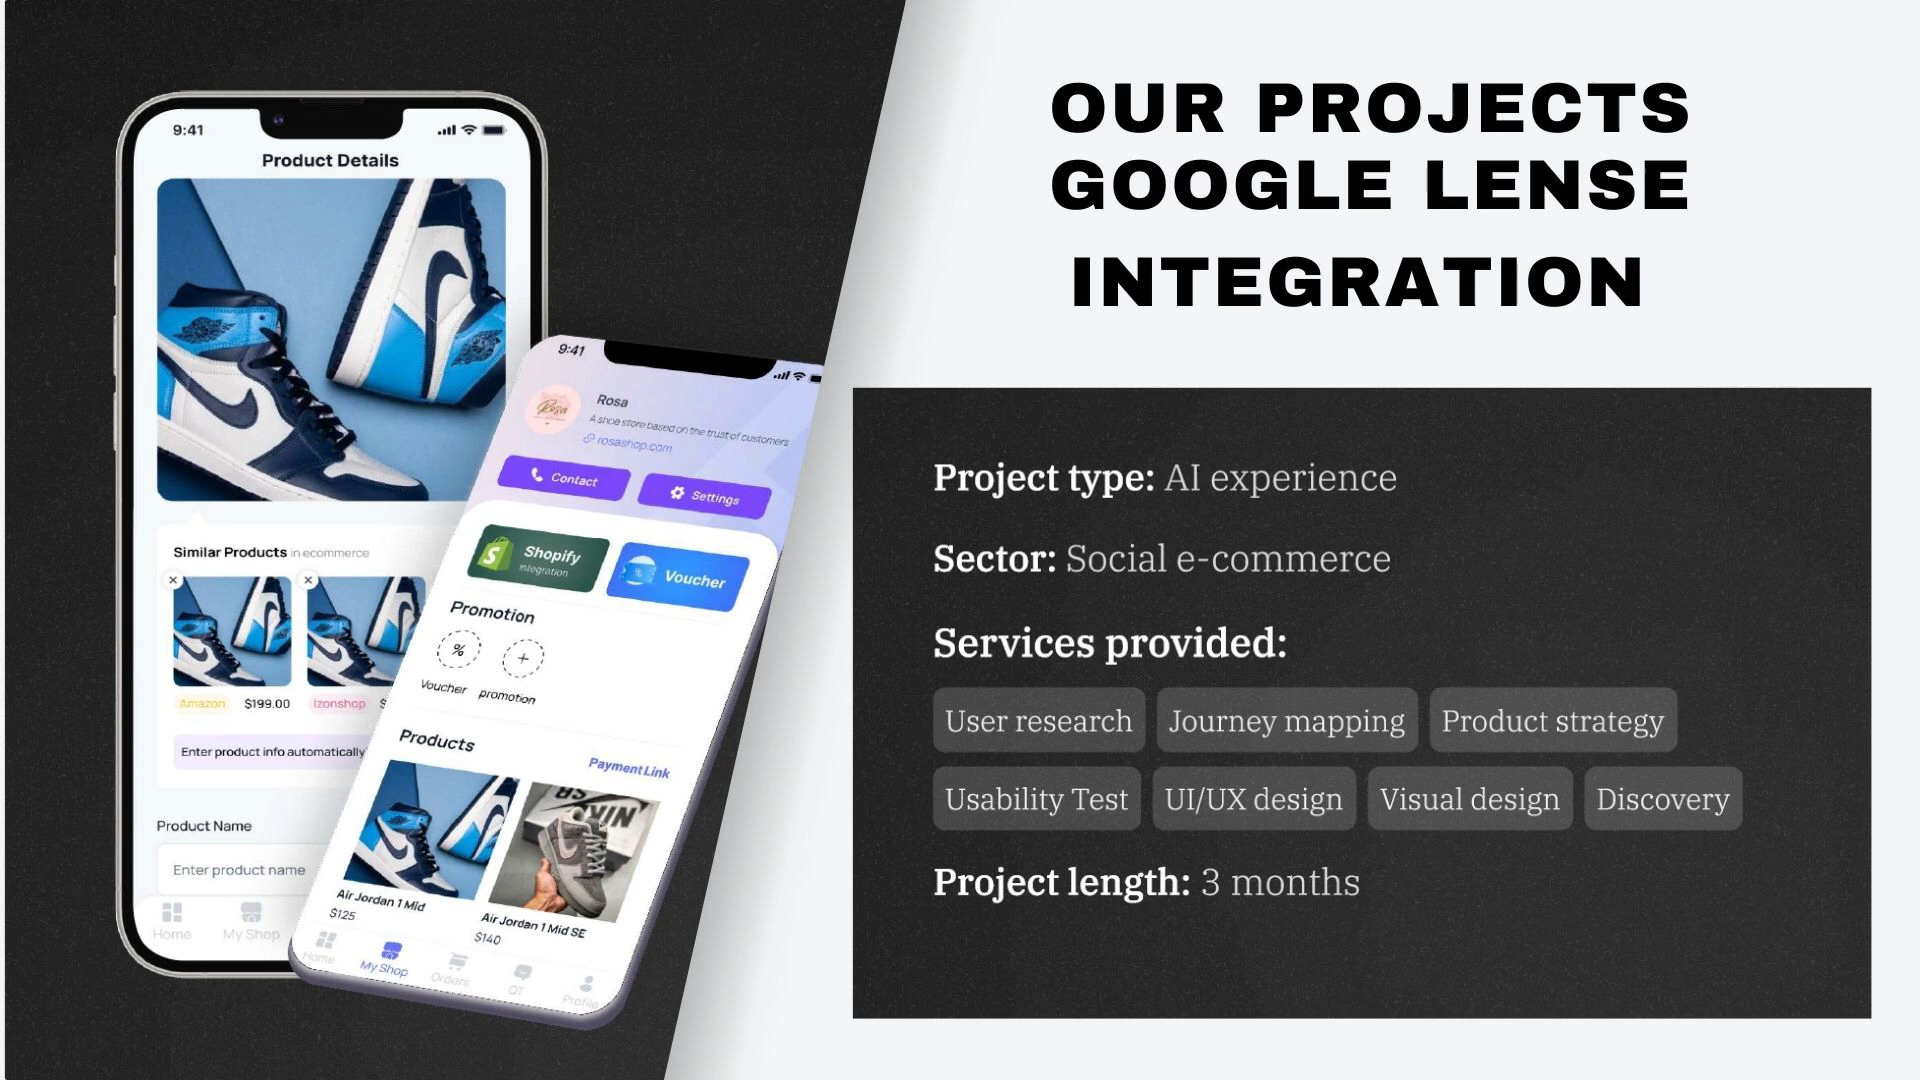 OUR PROJECTS
GOOGLE LENSE
INTEGRATION
9:41
Product Details
Similar Products in ecommerce
Amazon $199.00 Izonshop $
Enter product info automatically
Product Name
Enter product name
Home My Shop
9:41
Rosa
Rosa
A shoe store based on the trust of customers
rosashop.com
Contact Settings
Shopify
integration
Voucher
Promotion
%
+
Voucher promotion
Products
Payment Link
Air Jordan 1 Mid
$125
Air Jordan 1 Mid SE
$140
Home My Shop Orders QT Profile
Project type: AI experience
Sector: Social e-commerce
Services provided:
User research Journey mapping Product strategy
Usability Test UI/UX design Visual design Discovery
Project length: 3 months